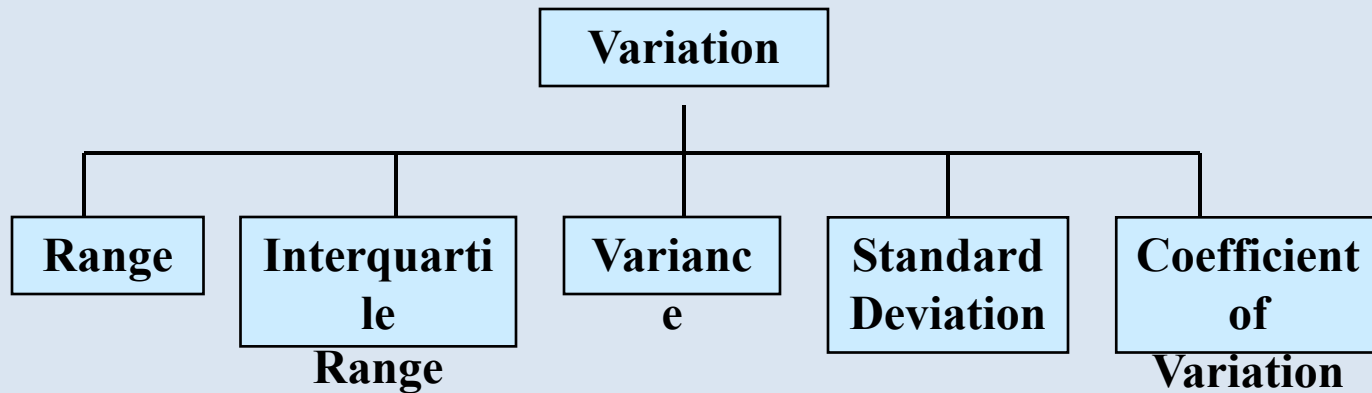 Variation
Range
Interquarti
le
Range
Varianc
e
Standard
Deviation
Coefficient
of
Variation